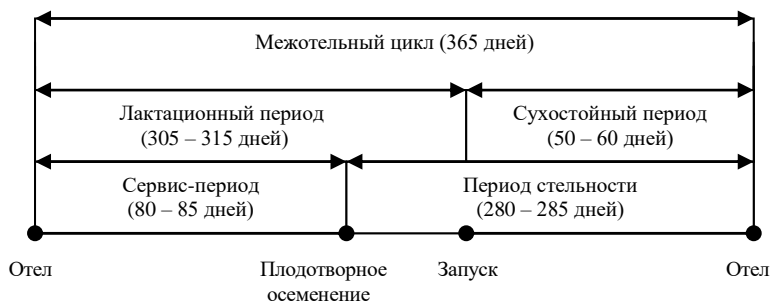 Межотельный цикл (365 дней)
Лактационный период
(305 – 315 дней)
Сухостойный период
(50 – 60 дней)
Сервис-период
(80 – 85 дней)
Период стельности
(280 – 285 дней)
Отел
Плодотворное
осеменение
Запуск
Отел